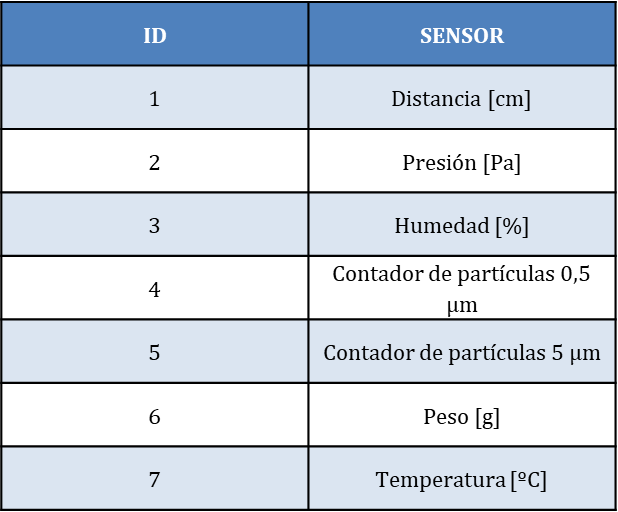 ID SENSOR
1 Distancia [cm]
2 Presión [Pa]
3 Humedad [%]
4 Contador de partículas 0,5
μm
5 Contador de partículas 5 μm
6 Peso [g]
7 Temperatura [ºC]